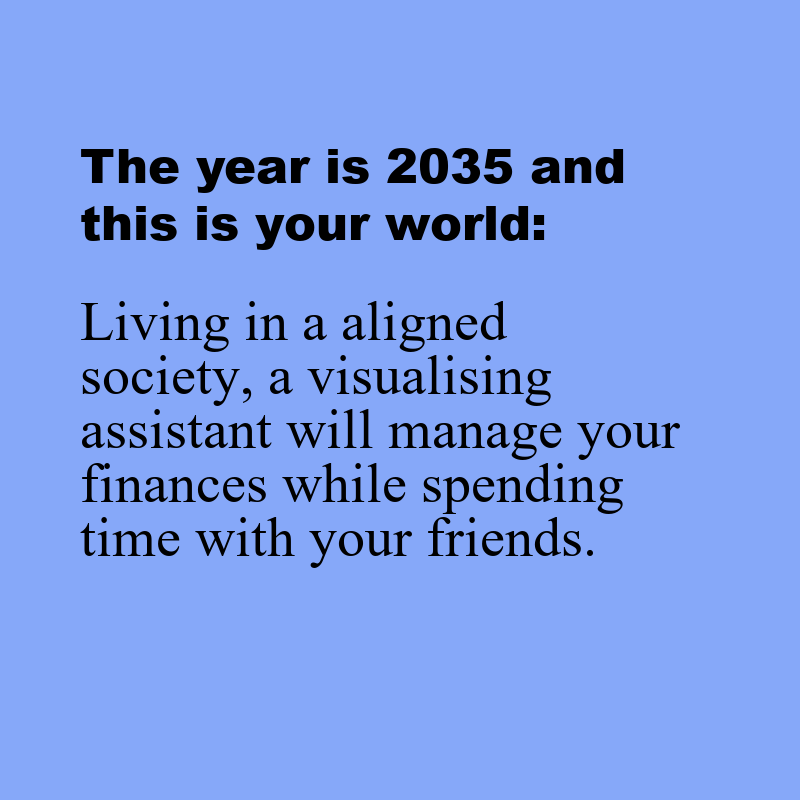 The year is 2035 and
this is your world:
Living in a aligned
society, a visualising
assistant will manage your
finances while spending
time with your friends.